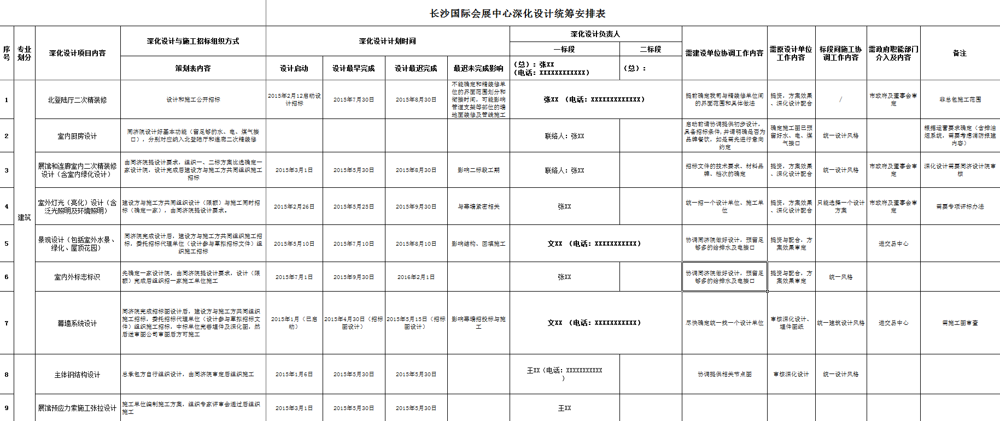 长沙国际会展中心深化设计统筹安排表
序号
专业划分
深化设计项目内容
深化设计与施工招标组织方式
深化设计计划时间
深化设计负责人
需建设单位协调工作内容
需原设计单位
工作内容
标段间施工协
调工作内容
需政府职能部门
介入及内容
备注
一标段
二标段
策划表内容
设计启动
设计最早完成
设计最迟完成
最迟未完成影响
（总）：张XX
（电话：XXXXXXXXXXXX）
（总）：
建筑
1
北登陆厅二次精装修
设计和施工公开招标
2015年2月12启动设
计招标
2015年7月30日
2015年8月30日
不能确定和精装修单
位的界面范围划分和
衔接时间，可能影响
管道支架等部位的墙
地面装修及管线施工
张XX （电话：XXXXXXXXXXXXX）
提前确定我司与精装修单位间
的界面范围和具体做法
提资，方案效果
、深化设计配合
/
市政府及董事会审
定
非总包施工范围
2
室内厨房设计
同济院设计好基本功能（留足够的水、电、煤气接
口），分别对应纳入北登陆厅和连廊二次精装修
联络人：张XX
启动前请协调提供初步设计，
具备招标条件,并请明确是否为
品牌餐饮，如是需先进行意向
约定
确定施工图已预
留好水、电、煤
气接口
统一设计风格
根据运营要求确定（含排油
烟系统，需要考虑消防报建
内容）
3
展馆和连廊室内二次精装修
设计（含室内绿化设计）
由同济院提设计要求，组织一、二标方案比选确定一
家设计院，设计完成后建设方与施工方共同组织施工
招标
2015年3月1日
2015年5月30日
2015年8月30日
影响二标段工期
联络人：张XX
招标文件的技术要求、材料品
牌、档次的确定
提资，方案效果
、深化设计配合
统一设计风格
市政府及董事会审
定
深化设计需要同济设计院审
核
4
室外灯光（亮化）设计（含
泛光照明及环境照明）
建设方与施工方共同组织设计（限额）与施工同时招
标（确定一家），由同济院提设计要求。
2015年2月26日
2015年5月25日
2015年9月30日
与幕墙紧密相关
张XX
统一招一个设计单位、施工单
位
提资，方案效果
、深化设计配合
只能选择一个设计
方案
市政府及董事会审
定
需要专项评标办法
5
景观设计（包括室外水景、
绿化、屋顶花园）
同济院完成设计后，建设方与施工方共同组织施工招
标，委托招标代理单位（设计参与草拟招标文件）组
织施工招标
2015年5月10日
2015年7月10日
2015年8月10日
影响结构、回填施工
文XX （电话：XXXXXXXXXXX）
协调同济院做好设计，预留足
够多的给排水及电接口
提资与配合，方
案效果审定
进交易中心
6
室内外标志标识
先确定一家设计院，由同济院提设计要求，设计（限
额）完成后组织招一家施工单位施工
2015年7月1日
2015年9月30日
2016年2月1日
张XX
协调同济院做好设计，预留足
够多的给排水及电接口
提资与配合，方
案效果审定
统一风格
7
幕墙系统设计
同济院完成招标图设计后，建设方与施工方共同组织
施工招标，委托招标代理单位（设计参与草拟招标文
件）组织施工招标，中标单位完善埋件及深化图，然
后送审图公司审图后方可施工
2015年1月（已启
动）
2015年4月30日（招标
图设计）
2015年5月15日（招标
图设计）
影响幕墙招投标与施
工
文XX （电话：XXXXXXXXXXX）
尽快确定统一找一个设计单位
审核深化设计、
埋件图纸
统一建筑设计风格
进交易中心
需施工图审查
8
主体钢结构设计
总承包方自行组织设计，由同济院审定后组织施工
2015年1月6日
2015年5月30日
2015年5月30日
王XX（电话：XXXXXXXXXXX
）
协调提供相关节点图
审核深化设计
统一设计风格
9
展馆预应力索施工张拉设计
施工单位编制施工方案，组织专家评审会通过后组织
施工
2015年3月1日
2015年5月30日
2015年5月30日
王XX